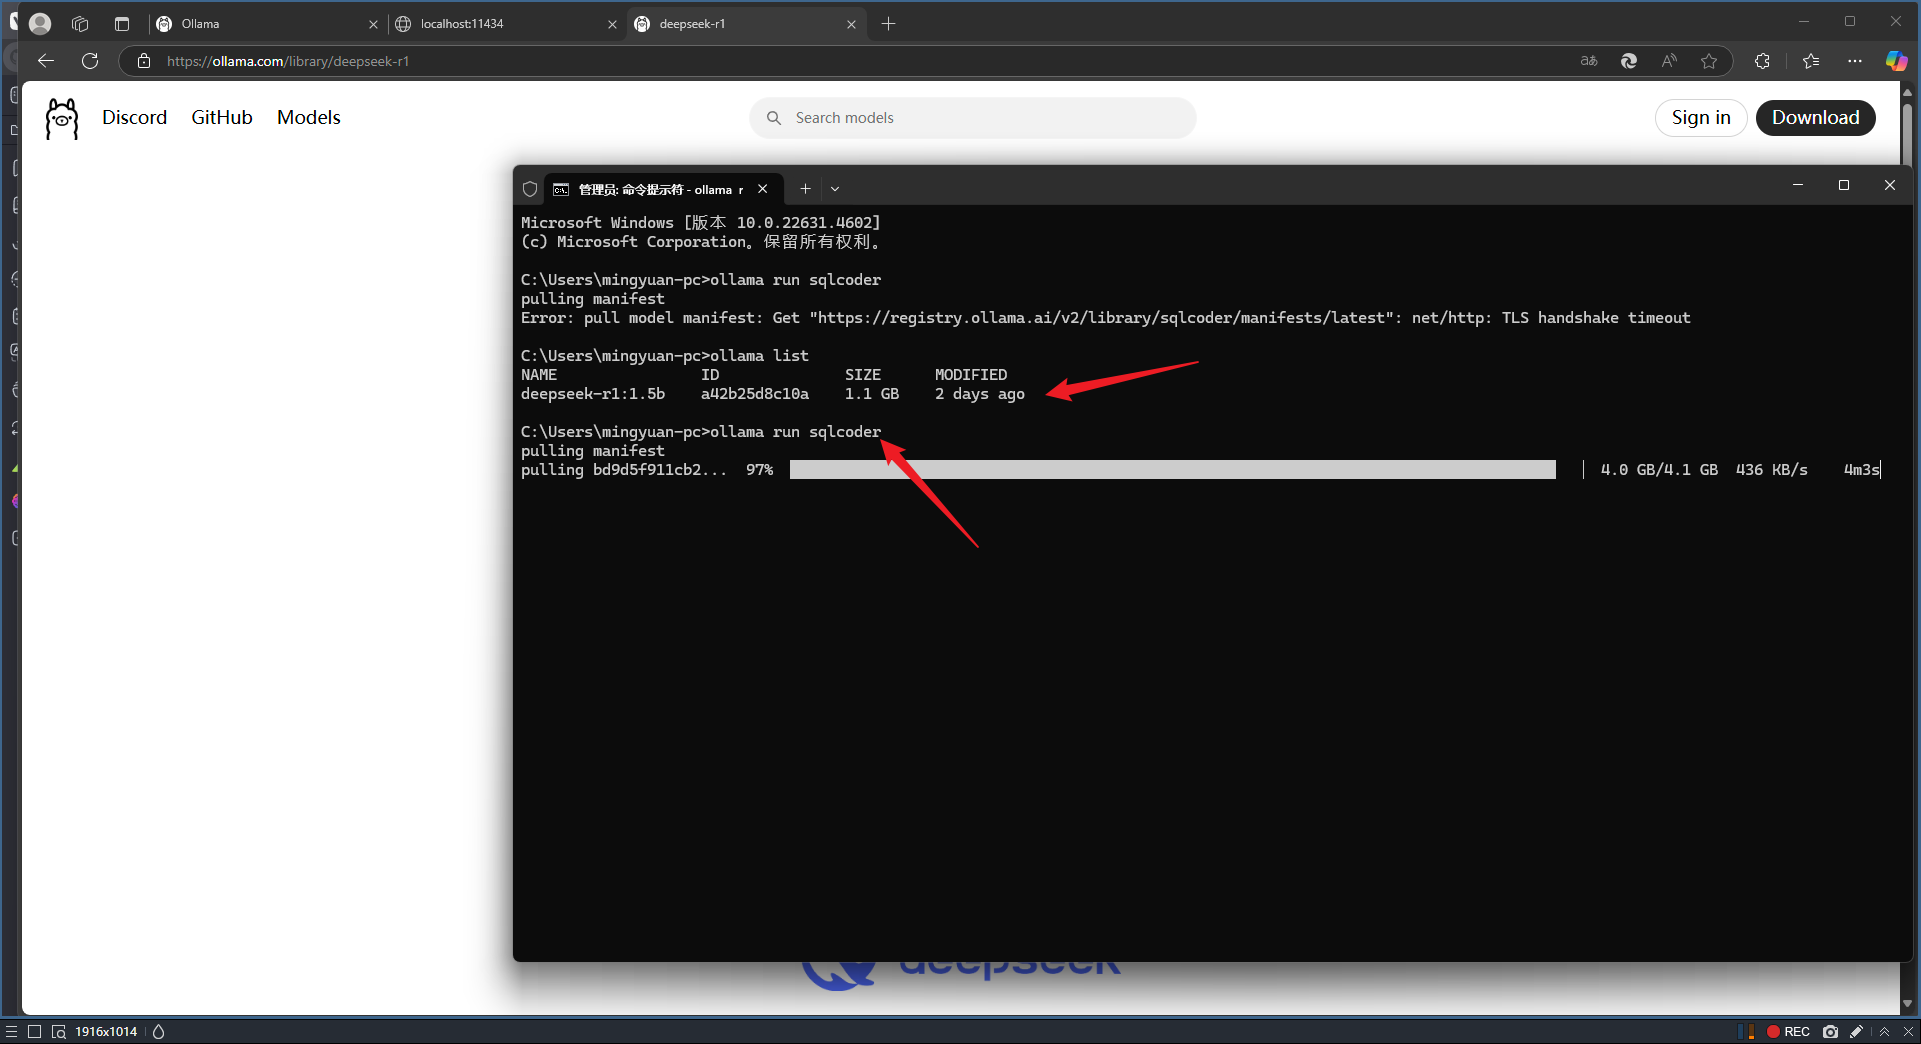 Ollama
localhost:11434
deepseek-r1
https://ollama.com/library/deepseek-r1
Discord GitHub Models
Search models
Sign in
Download
管理员: 命令提示符 - ollama r
Microsoft Windows [版本 10.0.22631.4602]
(c) Microsoft Corporation。保留所有权利。
C:\Users\mingyuan-pc>ollama run sqlcoder
pulling manifest
Error: pull model manifest: Get "https://registry.ollama.ai/v2/library/sqlcoder/manifests/latest": net/http: TLS handshake timeout
C:\Users\mingyuan-pc>ollama list
NAME ID SIZE MODIFIED
deepseek-r1:1.5b a42b25d8c10a 1.1 GB 2 days ago
C:\Users\mingyuan-pc>ollama run sqlcoder
pulling manifest
pulling bd9d5f911cb2... 97% | 4.0 GB/4.1 GB 436 KB/s 4m3s
deepseek
1916x1014
REC